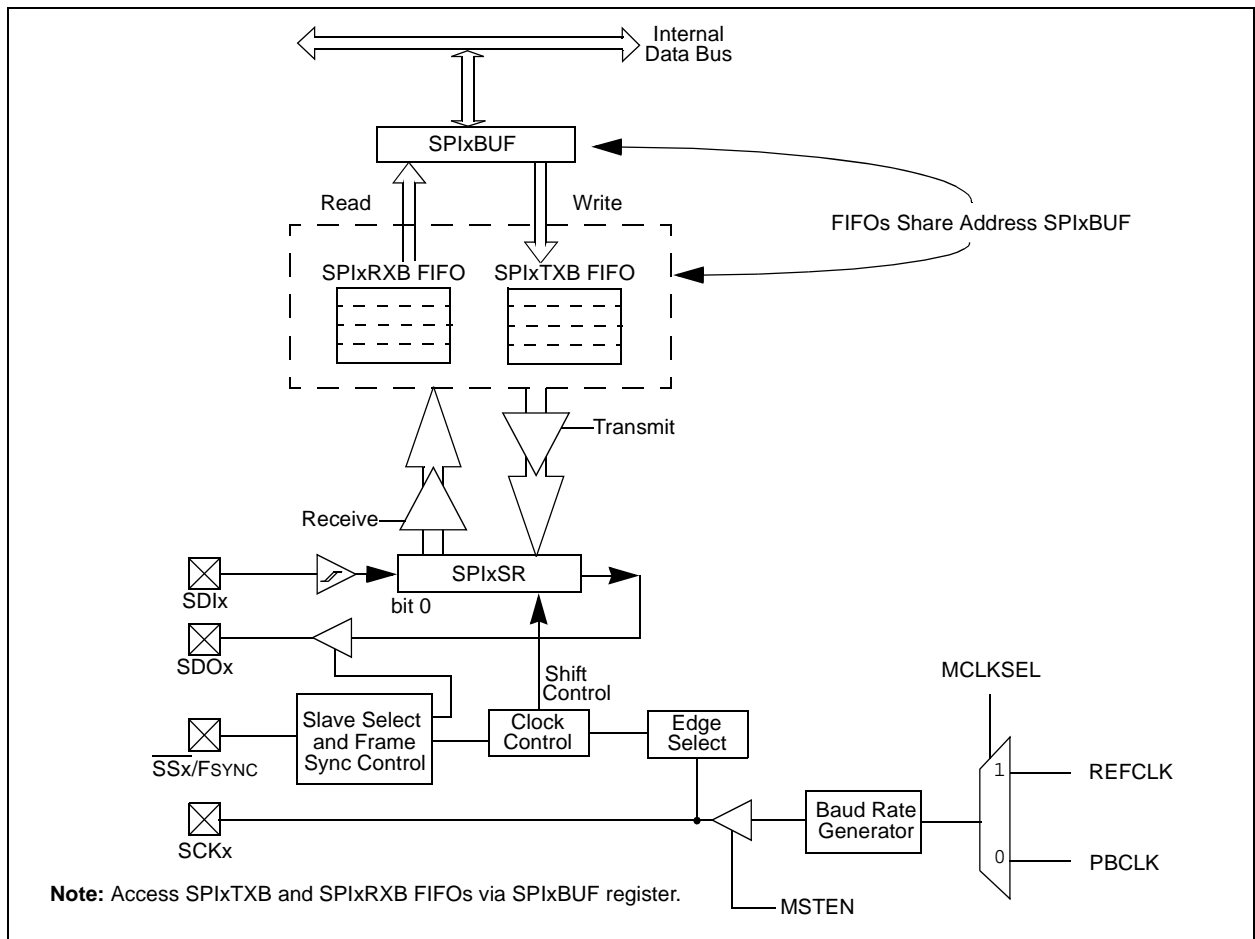 Internal
Data Bus
SPIxBUF
Read
Write
FIFOs Share Address SPIxBUF
SPIxRXB FIFO
SPIxTXB FIFO
Transmit
Receive
SPIxSR
SDIx
bit 0
SDOx
Shift
Control
MCLKSEL
Slave Select
and Frame
Sync Control
Clock
Control
Edge
Select
SSx/FSYNC
1
REFCLK
Baud Rate
Generator
SCKx
0
PBCLK
Note: Access SPIxTXB and SPIxRXB FIFOs via SPIxBUF register.
MSTEN